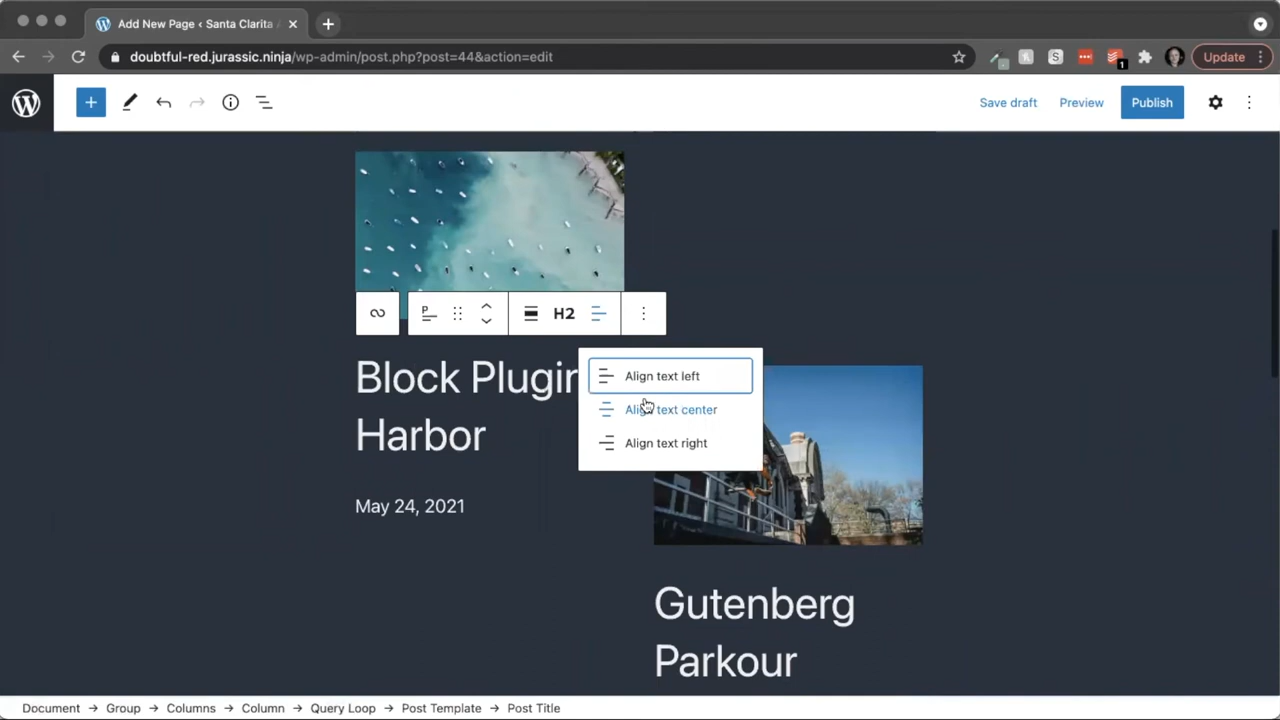 Add New Page ‹ Santa Clarita
doubtful-red.jurassic.ninja/wp-admin/post.php?post=44&action=edit
S
1
Update
Save draft
Preview
Publish
P
H2
Block Plugin
Align text left
Align text center
Harbor
Align text right
May 24, 2021
Gutenberg
Parkour
Document → Group → Columns → Column → Query Loop → Post Template → Post Title